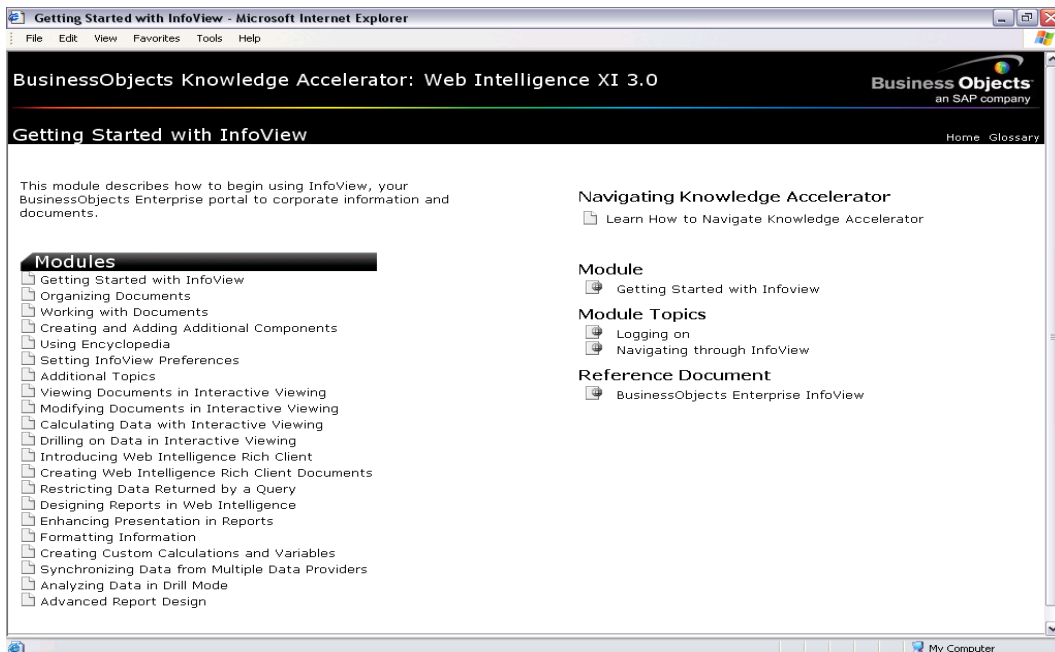 Getting Started with InfoView - Microsoft Internet Explorer
File Edit View Favorites Tools Help
BusinessObjects Knowledge Accelerator: Web Intelligence XI 3.0
Business Objects
an SAP company
Getting Started with InfoView
Home Glossary
This module describes how to begin using InfoView, your
BusinessObjects Enterprise portal to corporate information and
documents.
Modules
Getting Started with InfoView
Organizing Documents
Working with Documents
Creating and Adding Additional Components
Using Encyclopedia
Setting InfoView Preferences
Additional Topics
Viewing Documents in Interactive Viewing
Modifying Documents in Interactive Viewing
Calculating Data with Interactive Viewing
Drilling on Data in Interactive Viewing
Introducing Web Intelligence Rich Client
Creating Web Intelligence Rich Client Documents
Restricting Data Returned by a Query
Designing Reports in Web Intelligence
Enhancing Presentation in Reports
Formatting Information
Creating Custom Calculations and Variables
Synchronizing Data from Multiple Data Providers
Analyzing Data in Drill Mode
Advanced Report Design
Navigating Knowledge Accelerator
Learn How to Navigate Knowledge Accelerator
Module
Getting Started with Infoview
Module Topics
Logging on
Navigating through InfoView
Reference Document
BusinessObjects Enterprise InfoView
My Computer